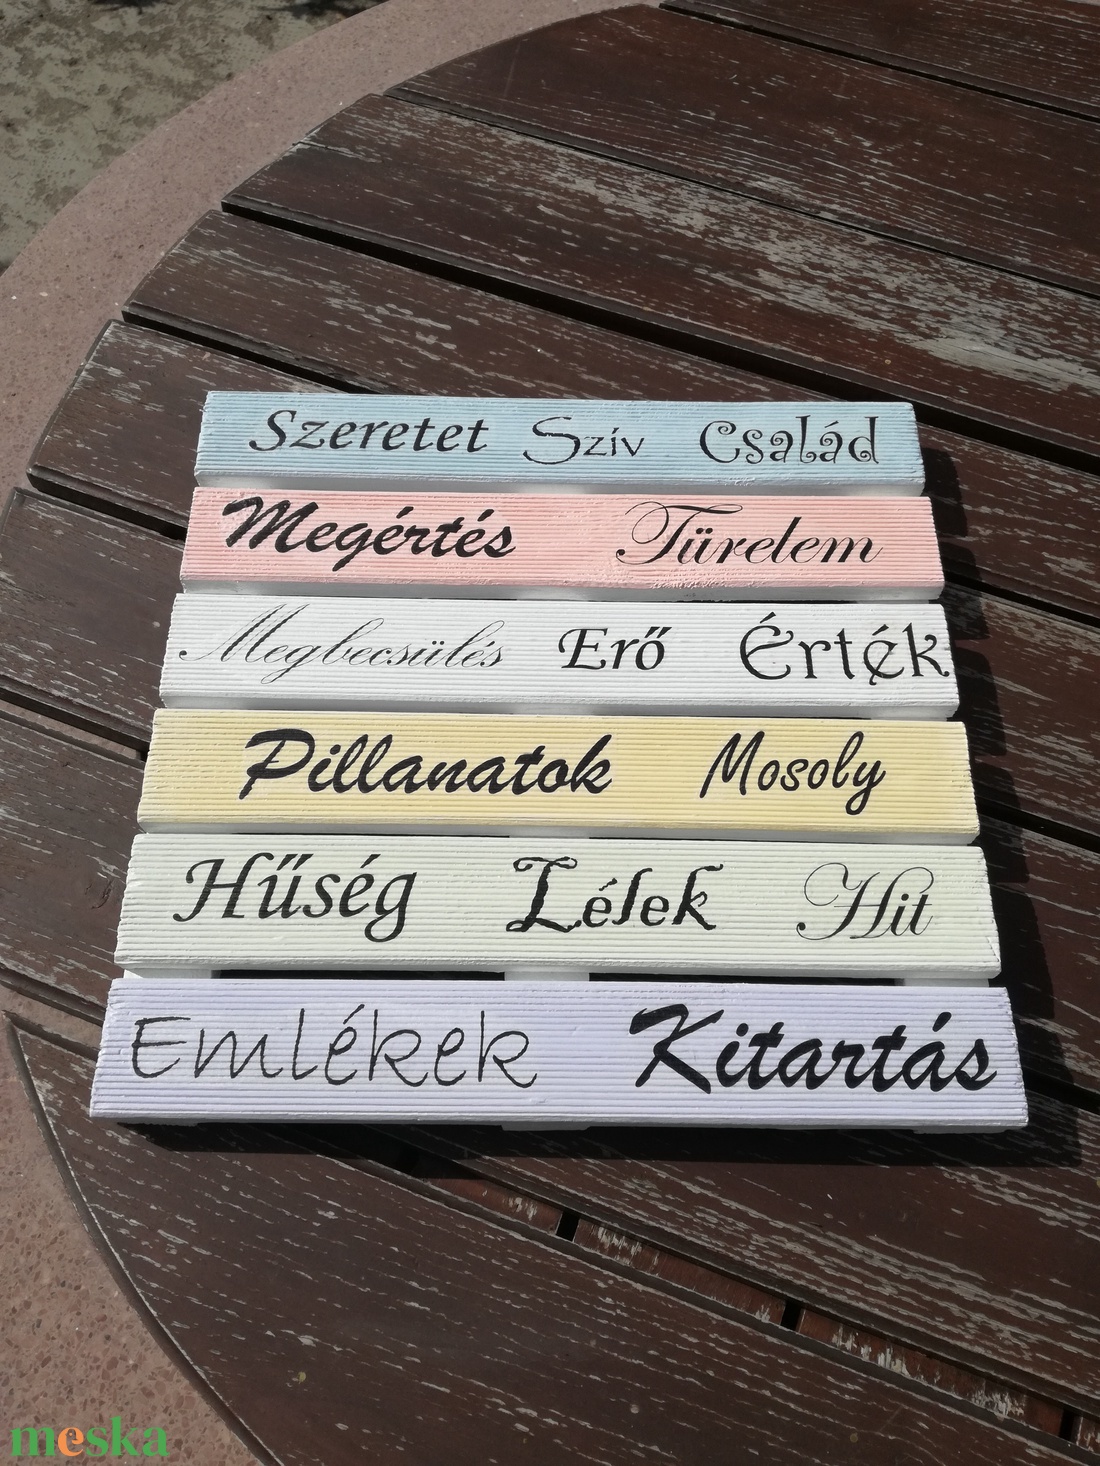 Szeretet Szív Család
Megértés Türelem
Megbecsülés Erő Érték
Pillanatok Mosoly
Hűség Lélek Hit
Emlékek Kitartás
meska